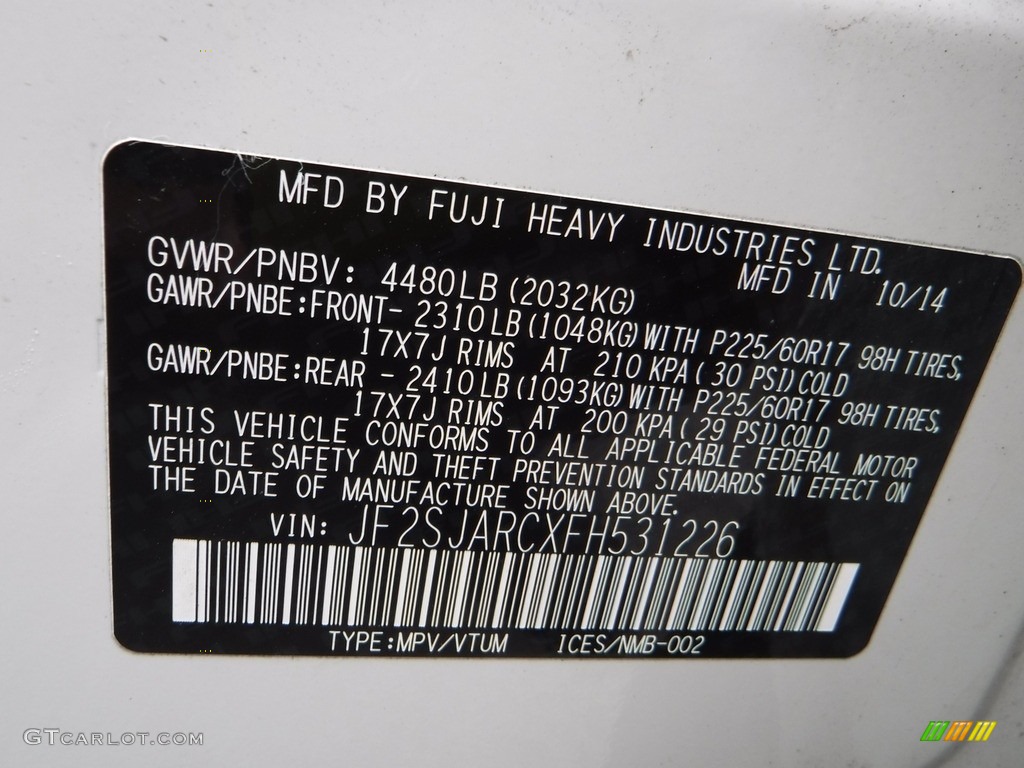 MFD BY FUJI HEAVY INDUSTRIES LTD.
GVWR/PNBV: 4480LB (2032KG) MFD IN 10/14
GAWR/PNBE:FRONT- 2310LB(1048KG)WITH P225/60R17 98H TIRES,
17X7J RIMS AT 210 KPA( 30 PSI)COLD
GAWR/PNBE:REAR - 2410LB(1093KG)WITH P225/60R17 98H TIRES,
17X7J RIMS AT 200 KPA(29 PSI)COLD
THIS VEHICLE CONFORMS TO ALL APPLICABLE FEDERAL MOTOR
VEHICLE SAFETY AND THEFT PREVENTION STANDARDS IN EFFECT ON
THE DATE OF MANUFACTURE SHOWN ABOVE.
VIN: JF2SJARCXFH531226
TYPE:MPV/VTUM ICES/NMB-002
GTCARLOT.COM